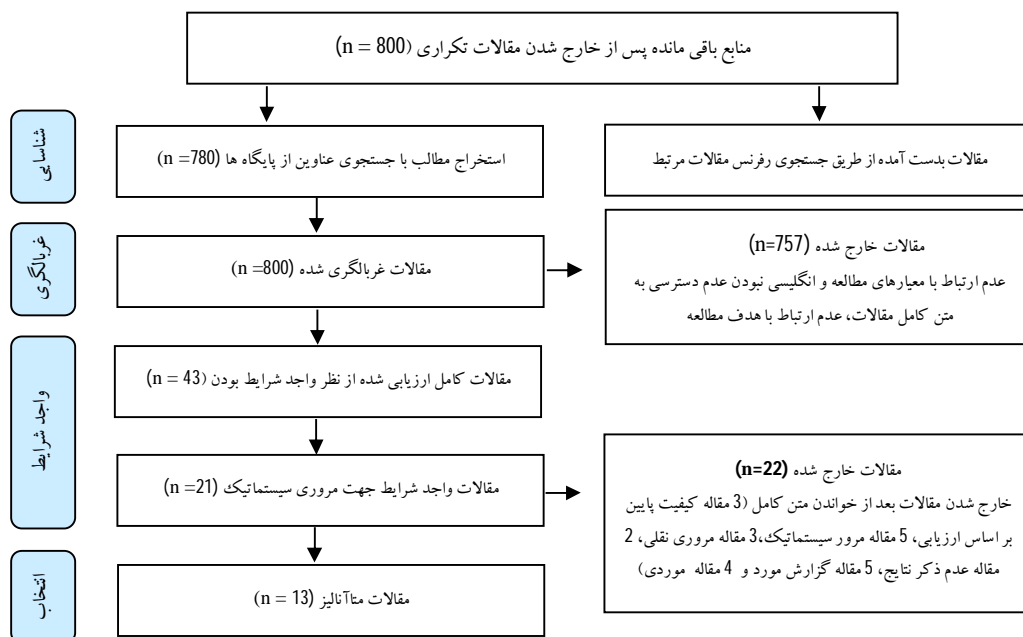 منابع باقی مانده پس از خارج شدن مقالات تکراری (n = 800)
شناسایی
استخراج مطالب با جستجوی عناوین از پایگاه ها (n =780)
مقالات بدست آمده از طریق جستجوی رفرنس مقالات مرتبط
غربالگری
مقالات غربالگری شده (n =800)
مقالات خارج شده (n=757)
عدم ارتباط با معیارهای مطالعه و انگلیسی نبودن عدم دسترسی به
متن کامل مقالات، عدم ارتباط با هدف مطالعه
واجد شرایط
مقالات کامل ارزیابی شده از نظر واجد شرایط بودن (n = 43)
مقالات واجد شرایط جهت مروری سیستماتیک (n =21)
مقالات خارج شده (n=22)
خارج شدن مقالات بعد از خواندن متن کامل (3 مقاله کیفیت پایین
بر اساس ارزیابی، 5 مقاله مرور سیستماتیک،3 مقاله مروری نقلی، 2
مقاله عدم ذکر نتایج، 5 مقاله گزارش مورد و 4 مقاله موردی)
انتخاب
مقالات متاآنالیز (n = 13)